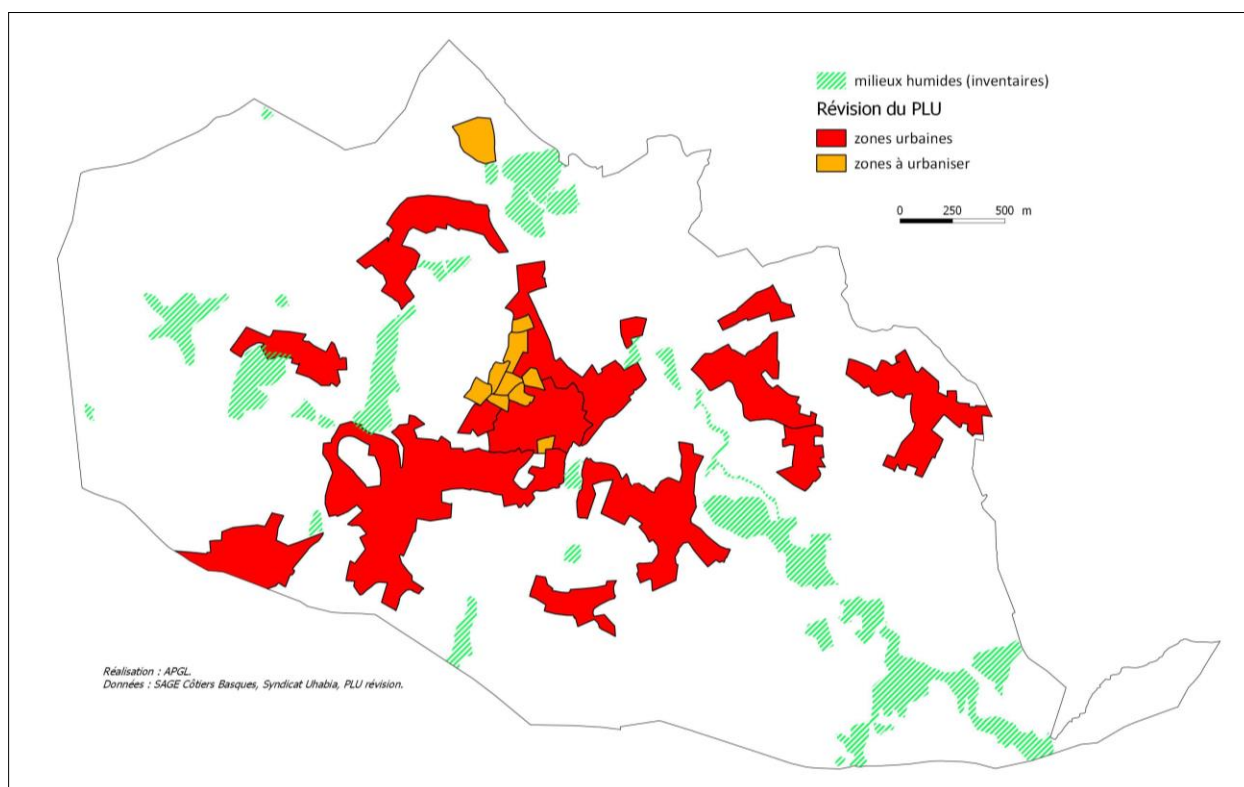 milieux humides (inventaires)
Révision du PLU
zones urbaines
zones à urbaniser
0 250 500 m
Réalisation : APGL.
Données : SAGE Côtiers Basques, Syndicat Uhabia, PLU révision.